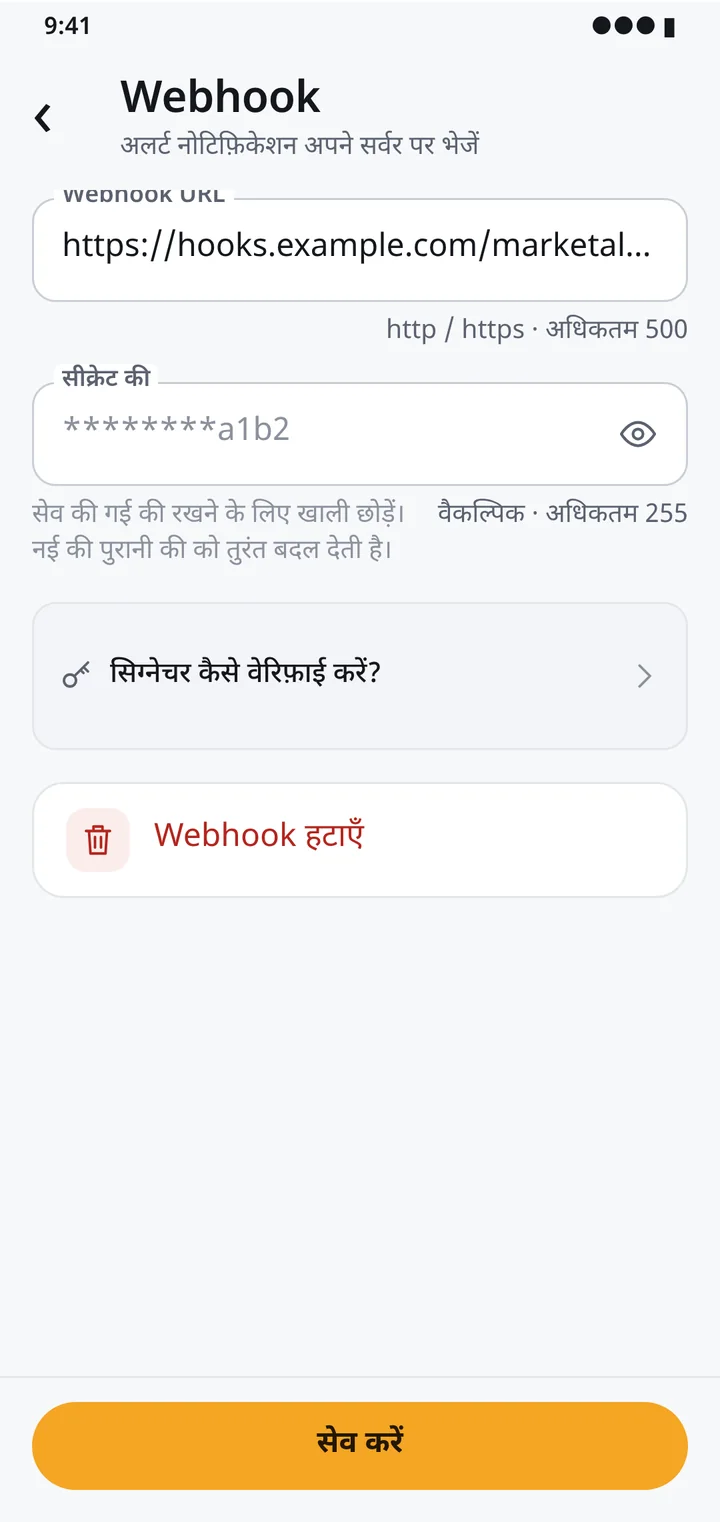 9:41
Webhook
अलर्ट नोटिफ़िकेशन अपने सर्वर पर भेजें
Webhook URL
https://hooks.example.com/marketal...
http / https · अधिकतम 500
सीक्रेट की
********a1b2
सेव की गई की रखने के लिए खाली छोड़ें। वैकल्पिक · अधिकतम 255
नई की पुरानी की को तुरंत बदल देती है।
सिग्नेचर कैसे वेरिफ़ाई करें?
Webhook हटाएँ
सेव करें